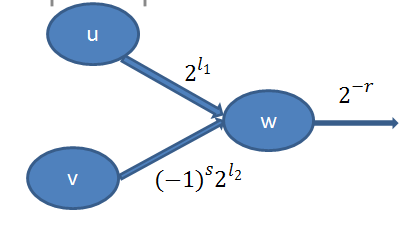 u
2^{l_1}
2^{-r}
w
v
(-1)^s 2^{l_2}